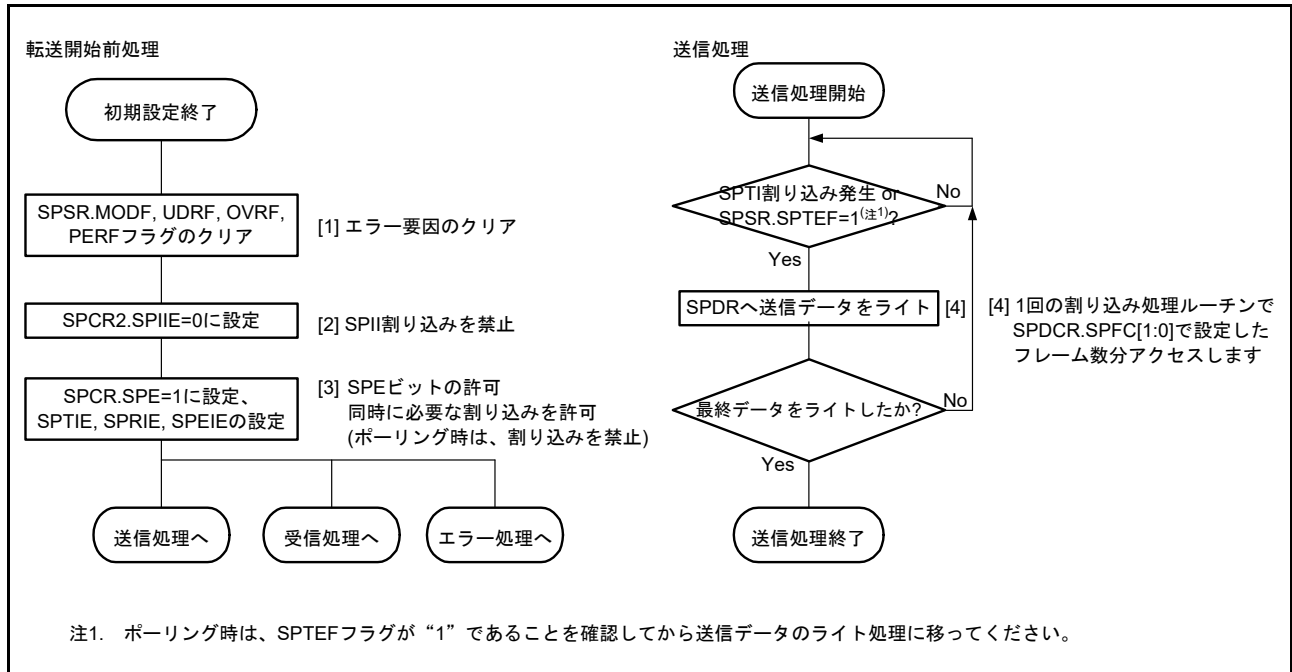 転送開始前処理
初期設定終了
SPSR.MODF, UDRF, OVRF,
PERFフラグのクリア
[1] エラー要因のクリア
SPCR2.SPIIE=0に設定
[2] SPII割り込みを禁止
SPCR.SPE=1に設定、
SPTIE, SPRIE, SPEIEの設定
[3] SPEビットの許可
同時に必要な割り込みを許可
(ポーリング時は、割り込みを禁止)
送信処理へ
受信処理へ
エラー処理へ
送信処理
送信処理開始
SPTI割り込み発生 or
SPSR.SPTEF=1(注1)?
No
Yes
SPDRへ送信データをライト
[4]
[4] 1回の割り込み処理ルーチンで
SPDCR.SPFC[1:0]で設定した
フレーム数分アクセスします
最終データをライトしたか?
No
Yes
送信処理終了
注1. ポーリング時は、SPTEFフラグが“1”であることを確認してから送信データのライト処理に移ってください。